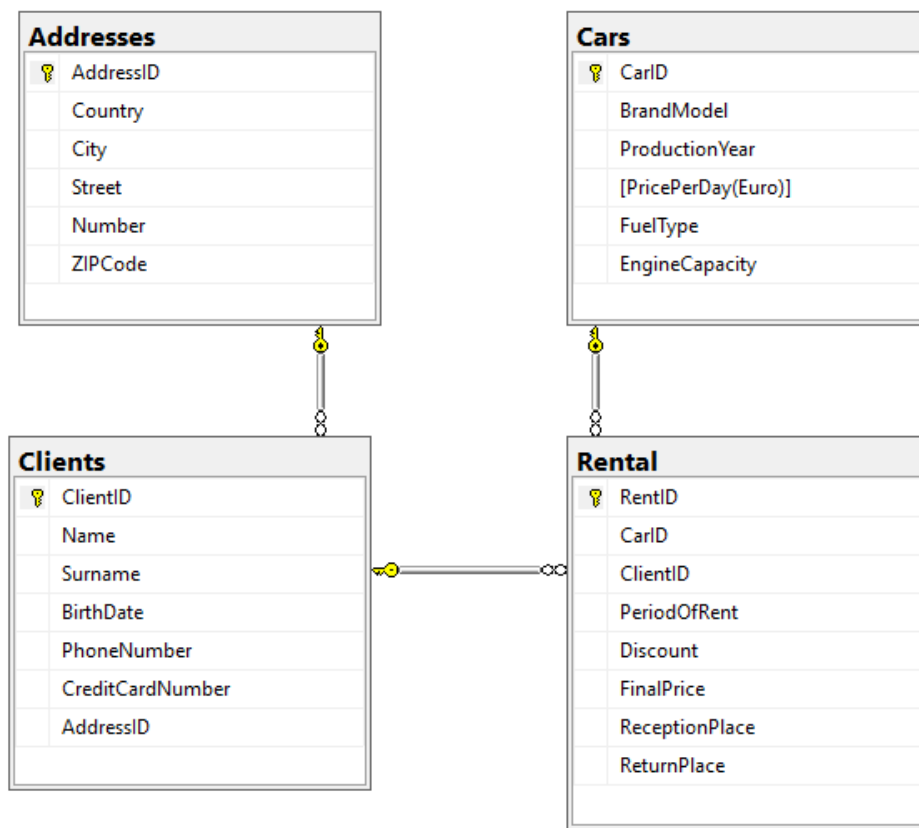 Addresses
AddressID
Country
City
Street
Number
ZIPCode
Cars
CarID
BrandModel
ProductionYear
[PricePerDay(Euro)]
FuelType
EngineCapacity
Clients
ClientID
Name
Surname
BirthDate
PhoneNumber
CreditCardNumber
AddressID
Rental
RentID
CarID
ClientID
PeriodOfRent
Discount
FinalPrice
ReceptionPlace
ReturnPlace